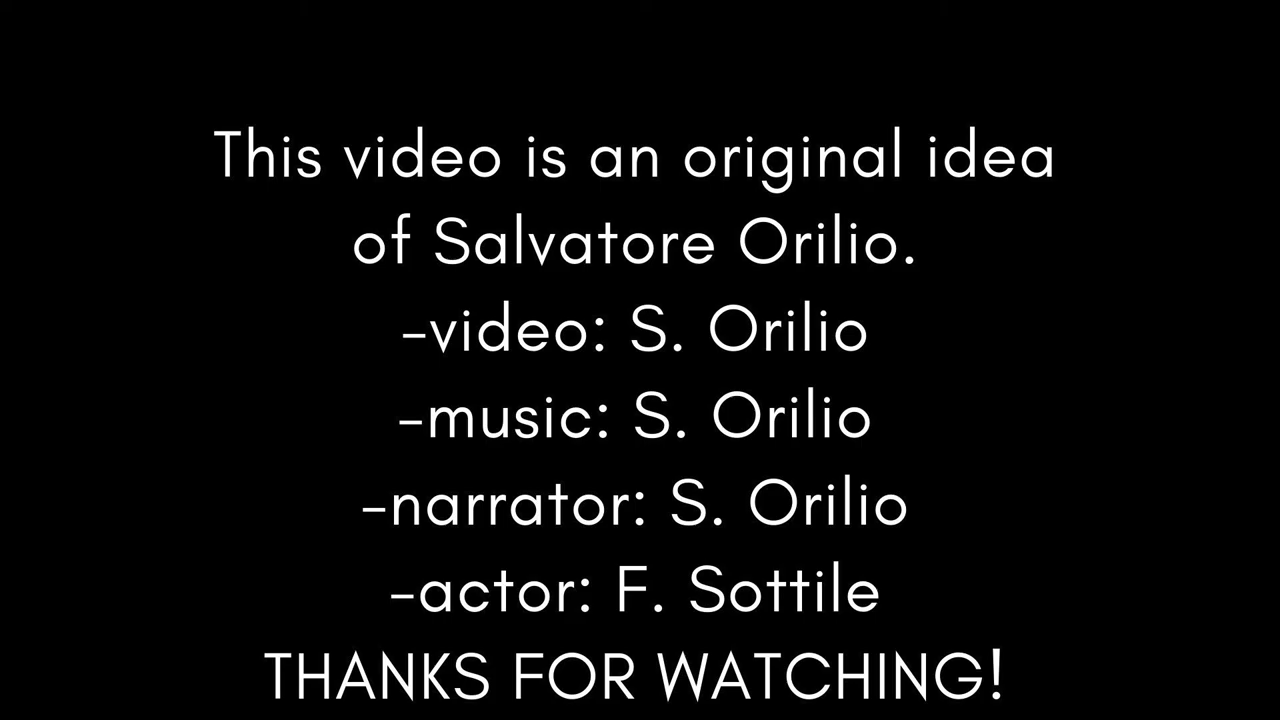 This video is an original idea
of Salvatore Orilio.
-video: S. Orilio
-music: S. Orilio
-narrator: S. Orilio
-actor: F. Sottile
THANKS FOR WATCHING!